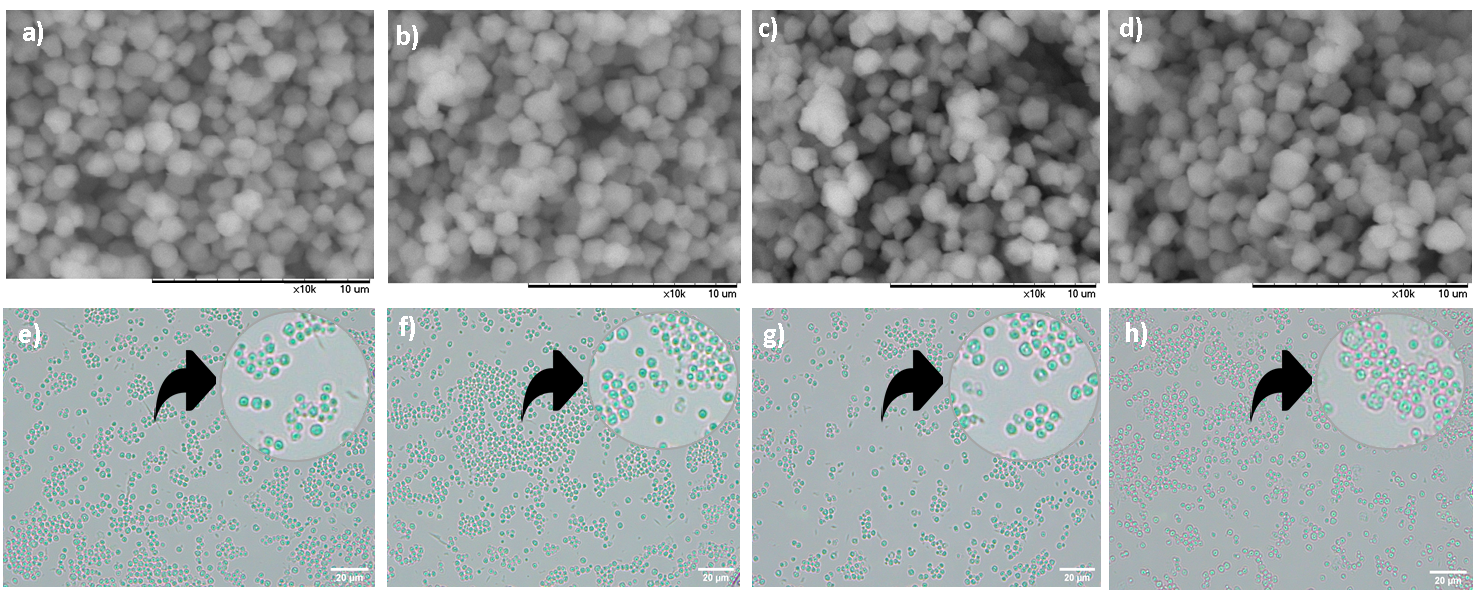 a)
b)
c)
d)
×10k 10 um
×10k 10 um
×10k 10 um
×10k 10 um
e)
f)
g)
h)
20 µm
20 µm
20 µm
20 µm